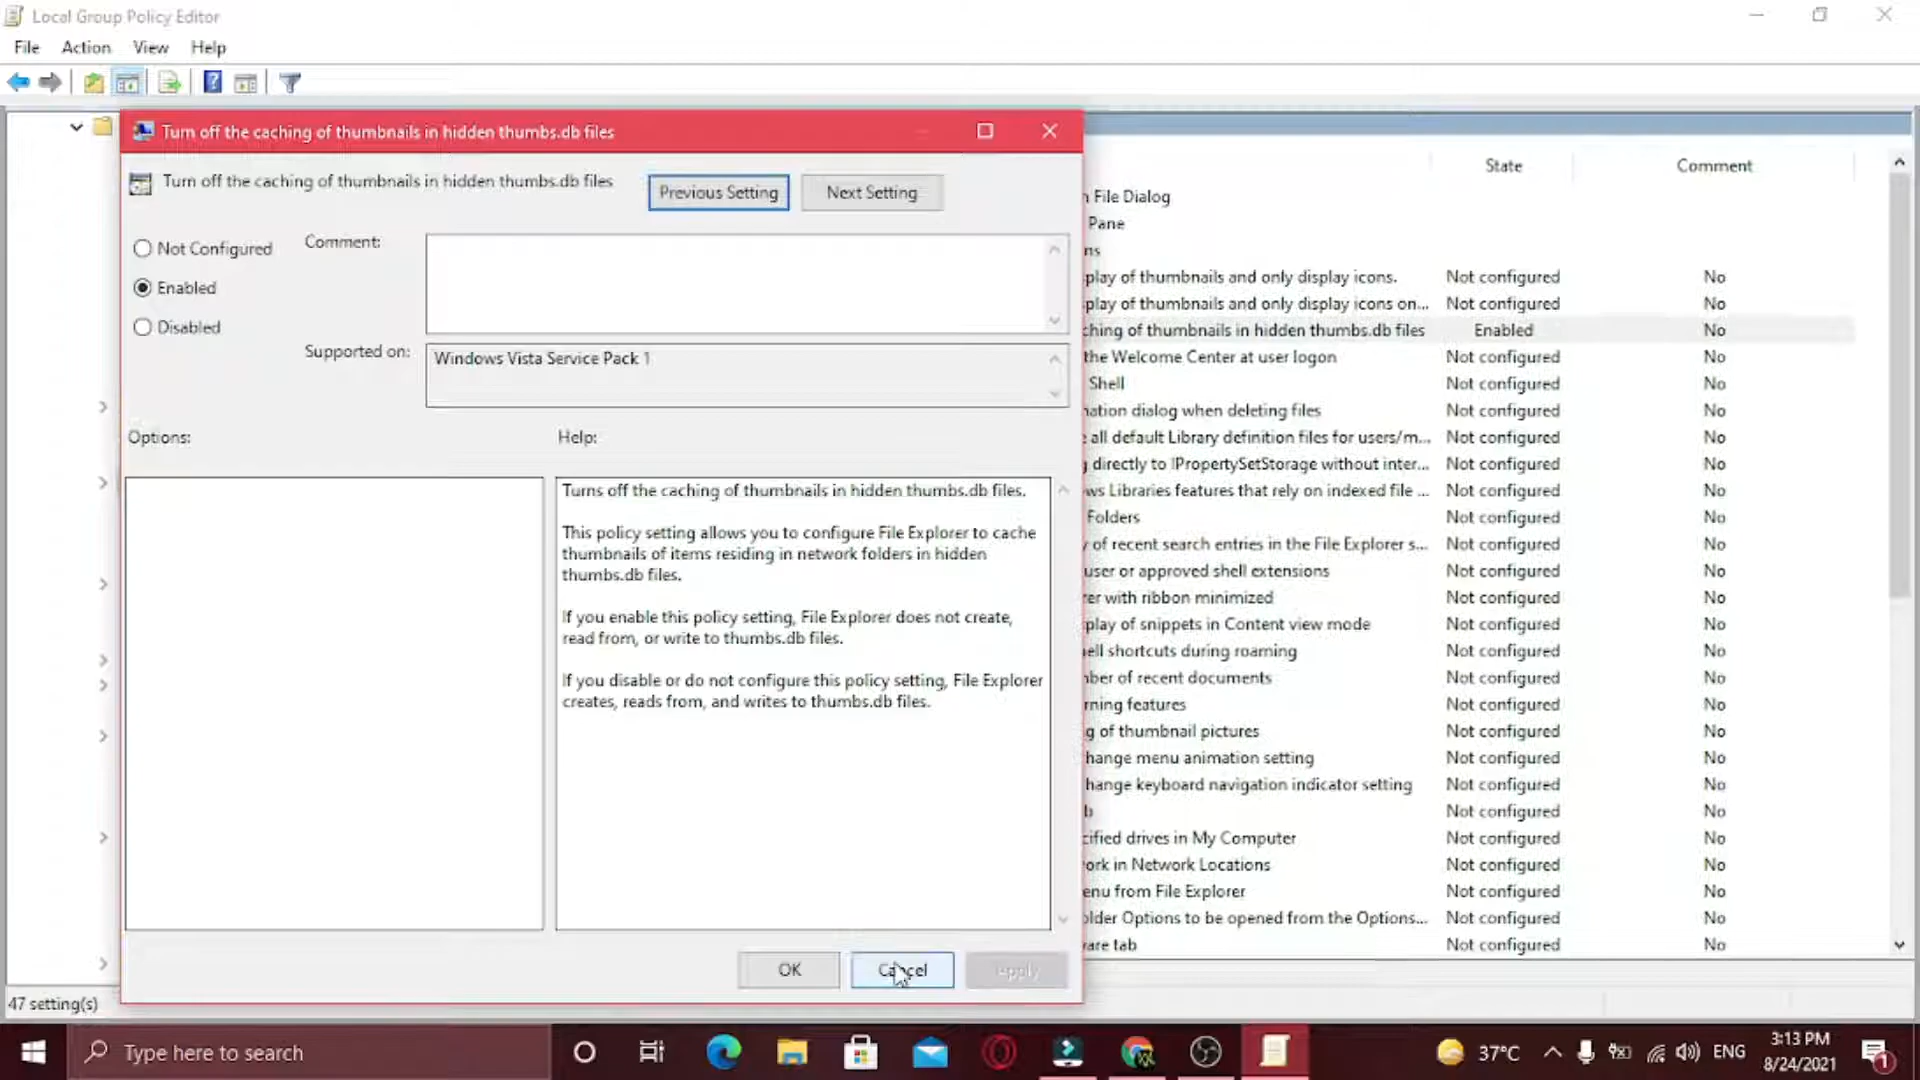 Local Group Policy Editor
File Action View Help
Turn off the caching of thumbnails in hidden thumbs.db files
Turn off the caching of thumbnails in hidden thumbs.db files
Previous Setting
Next Setting
Not Configured
Enabled
Disabled
Comment:
Supported on:
Windows Vista Service Pack 1
Options:
Help:
Turns off the caching of thumbnails in hidden thumbs.db files.
This policy setting allows you to configure File Explorer to cache
thumbnails of items residing in network folders in hidden
thumbs.db files.
If you enable this policy setting, File Explorer does not create,
read from, or write to thumbs.db files.
If you disable or do not configure this policy setting, File Explorer
creates, reads from, and writes to thumbs.db files.
OK
Cancel
Apply
State Comment
File Dialog
Pane
ns
play of thumbnails and only display icons. Not configured No
play of thumbnails and only display icons on... Not configured No
ching of thumbnails in hidden thumbs.db files Enabled No
the Welcome Center at user logon Not configured No
Shell Not configured No
nation dialog when deleting files Not configured No
all default Library definition files for users/m... Not configured No
directly to IPropertySetStorage without inter... Not configured No
ws Libraries features that rely on indexed file ... Not configured No
Folders Not configured No
of recent search entries in the File Explorer s... Not configured No
user or approved shell extensions Not configured No
rer with ribbon minimized Not configured No
play of snippets in Content view mode Not configured No
ell shortcuts during roaming Not configured No
ber of recent documents Not configured No
rning features Not configured No
g of thumbnail pictures Not configured No
hange menu animation setting Not configured No
hange keyboard navigation indicator setting Not configured No
b Not configured No
cified drives in My Computer Not configured No
ork in Network Locations Not configured No
enu from File Explorer Not configured No
older Options to be opened from the Options... Not configured No
ware tab Not configured No
47 setting(s)
Type here to search
37°C
ENG
3:13 PM
8/24/2021
1